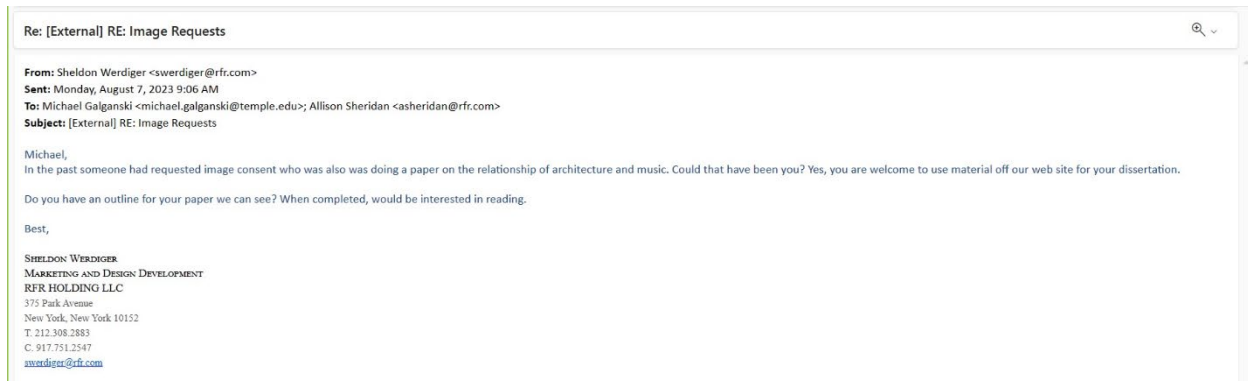 Re: [External] RE: Image Requests
From: Sheldon Werdiger <swerdiger@rfr.com>
Sent: Monday, August 7, 2023 9:06 AM
To: Michael Galganski <michael.galganski@temple.edu>; Allison Sheridan <asheridan@rfr.com>
Subject: [External] RE: Image Requests
Michael,
In the past someone had requested image consent who was also was doing a paper on the relationship of architecture and music. Could that have been you? Yes, you are welcome to use material off our web site for your dissertation.
Do you have an outline for your paper we can see? When completed, would be interested in reading.
Best,
SHELDON WERDIGER
MARKETING AND DESIGN DEVELOPMENT
RFR HOLDING LLC
375 Park Avenue
New York, New York 10152
T. 212.308.2883
C. 917.751.2547
swerdiger@rfr.com